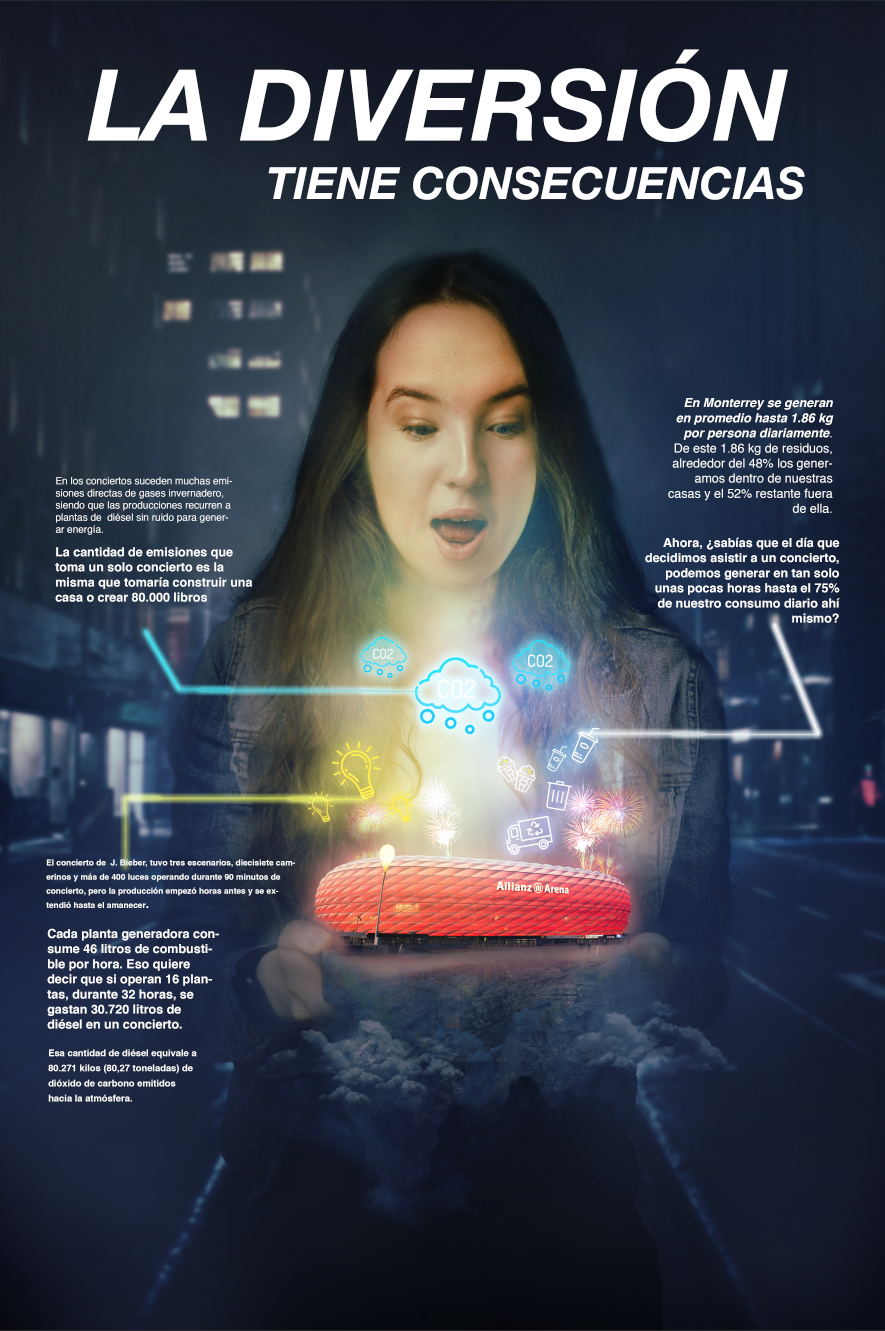 LA DIVERSIÓN
TIENE CONSECUENCIAS
En Monterrey se generan
en promedio hasta 1.86 kg
por persona diariamente.
De este 1.86 kg de residuos,
alrededor del 48% los gener-
amos dentro de nuestras
casas y el 52% restante fuera
de ella.
En los conciertos suceden muchas emi-
siones directas de gases invernadero,
siendo que las producciones recurren a
plantas de diésel sin ruido para gener-
ar energía.
La cantidad de emisiones que
toma un solo concierto es la
misma que tomaría construir una
casa o crear 80.000 libros
Ahora, ¿sabías que el día que
decidimos asistir a un concierto,
podemos generar en tan solo
unas pocas horas hasta el 75%
de nuestro consumo diario ahí
mismo?
CO2
CO2
CO2
Allianz Arena
El concierto de J. Bieber, tuvo tres escenarios, diecisiete cam-
erinos y más de 400 luces operando durante 90 minutos de
concierto, pero la producción empezó horas antes y se ex-
tendió hasta el amanecer.
Cada planta generadora con-
sume 46 litros de combusti-
ble por hora. Eso quiere
decir que si operan 16 plan-
tas, durante 32 horas, se
gastan 30.720 litros de
diésel en un concierto.
Esa cantidad de diésel equivale a
80.271 kilos (80,27 toneladas) de
dióxido de carbono emitidos
hacia la atmósfera.